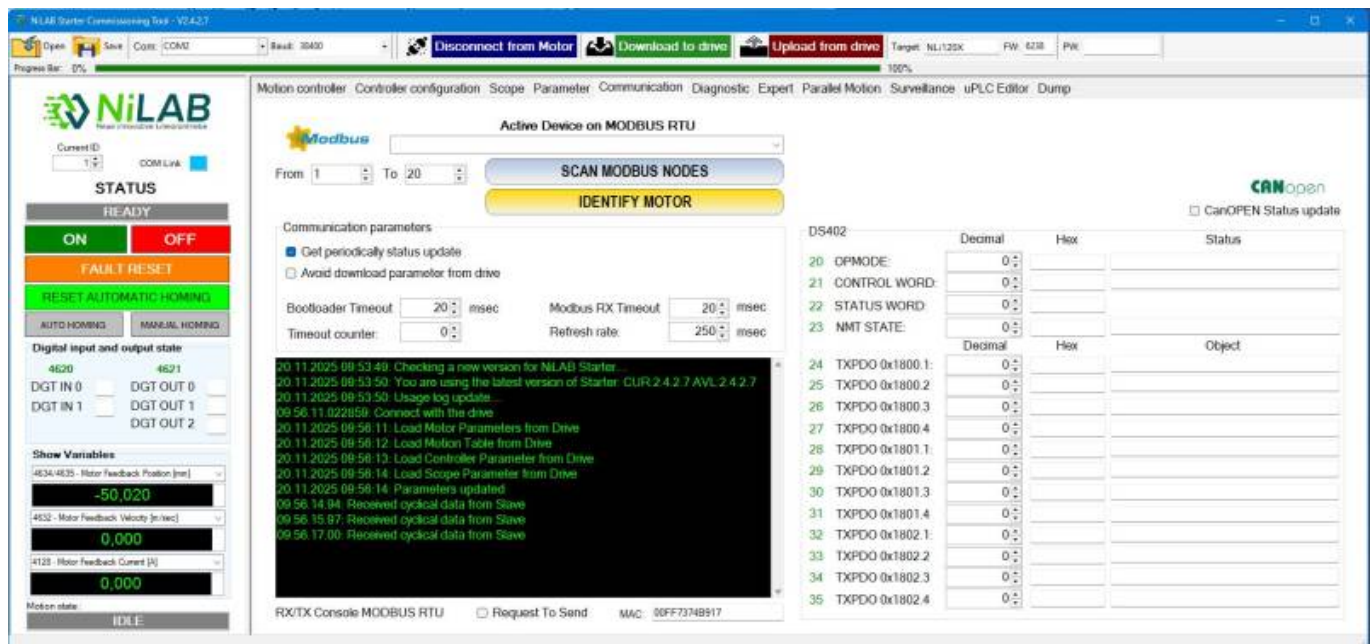 NiLAB Starter Commissioning Tool - V2.4.2.7
Open Save Com: COM2 Baud: 38400 Disconnect from Motor Download to drive Upload from drive Target: NLi120X FW: 6238 PW:
Progress Bar: 0% 100%
NiLAB
Current ID
1 COM Link
STATUS
READY
ON OFF
FAULT RESET
RESET AUTOMATIC HOMING
AUTO HOMING MANUAL HOMING
Digital input and output state
4620 4621
DGT IN 0 DGT OUT 0
DGT IN 1 DGT OUT 1
DGT OUT 2
Show Variables
4634/4635 - Motor Feedback Position [mm]
-50,020
4632 - Motor Feedback Velocity [m/sec]
0,000
4128 - Motor Feedback Current [A]
0,000
Motion state:
IDLE
Motion controller Controller configuration Scope Parameter Communication Diagnostic Expert Parallel Motion Surveillance uPLC Editor Dump
Modbus
Active Device on MODBUS RTU
From 1 To 20
SCAN MODBUS NODES
IDENTIFY MOTOR
Communication parameters
Get periodically status update
Avoid download parameter from drive
Bootloader Timeout 20 msec Modbus RX Timeout 20 msec
Timeout counter: 0 Refresh rate: 250 msec
20.11.2025 09:53:49: Checking a new version for NiLAB Starter...
20.11.2025 09:53:50: You are using the latest version of Starter: CUR:2.4.2.7 AVL:2.4.2.7
20.11.2025 09:53:50: Usage log update...
09:56:11.022859: Connect with the drive
20.11.2025 09:56:11: Load Motor Parameters from Drive
20.11.2025 09:56:12: Load Motion Table from Drive
20.11.2025 09:56:13: Load Controller Parameter from Drive
20.11.2025 09:56:14: Load Scope Parameter from Drive
20.11.2025 09:56:14: Parameters updated
09:56:14.94: Received cyclical data from Slave
09:56:15.97: Received cyclical data from Slave
09:56:17.00: Received cyclical data from Slave
RX/TX Console MODBUS RTU Request To Send MAC: 00FF7374B917
CANopen
CanOPEN Status update
DS402
Decimal Hex Status
20 OPMODE: 0
21 CONTROL WORD: 0
22 STATUS WORD: 0
23 NMT STATE: 0
Decimal Hex Object
24 TXPDO 0x1800.1: 0
25 TXPDO 0x1800.2 0
26 TXPDO 0x1800.3 0
27 TXPDO 0x1800.4 0
28 TXPDO 0x1801.1: 0
29 TXPDO 0x1801.2 0
30 TXPDO 0x1801.3 0
31 TXPDO 0x1801.4 0
32 TXPDO 0x1802.1: 0
33 TXPDO 0x1802.2 0
34 TXPDO 0x1802.3 0
35 TXPDO 0x1802.4 0